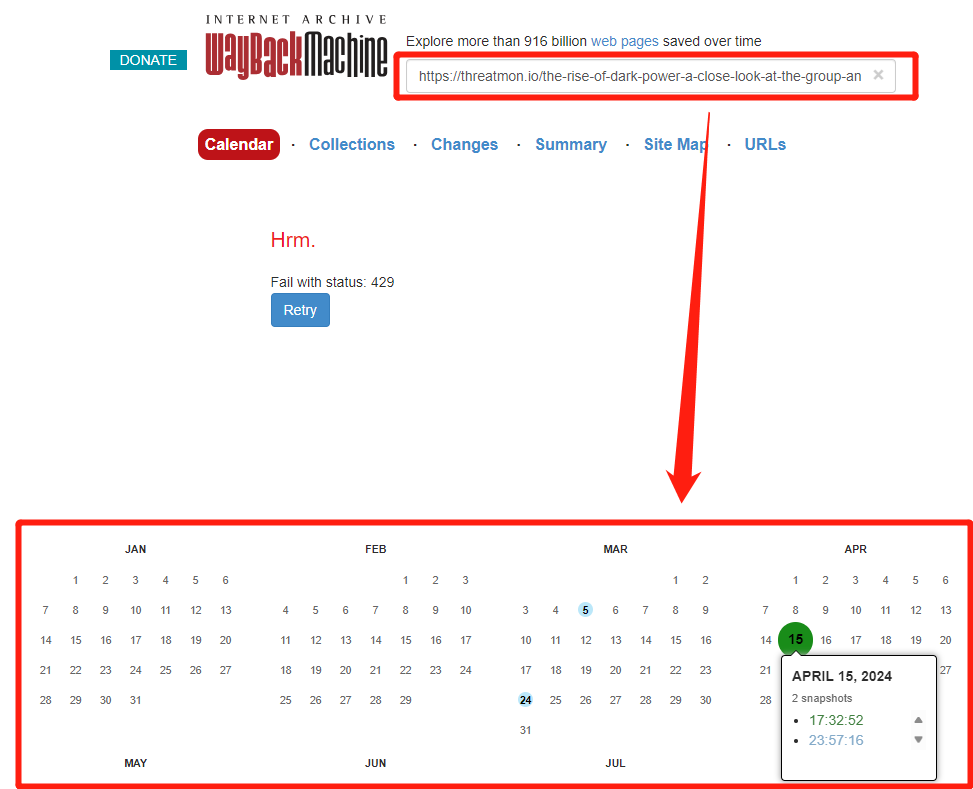 INTERNET ARCHIVE
WayBackMachine
DONATE
Explore more than 916 billion web pages saved over time
https://threatmon.io/the-rise-of-dark-power-a-close-look-at-the-group-an ×
Calendar · Collections · Changes · Summary · Site Map · URLs
Hrm.
Fail with status: 429
Retry
JAN FEB MAR APR
1 2 3 4 5 6 1 2 3 1 2 1 2 3 4 5 6
7 8 9 10 11 12 13 4 5 6 7 8 9 10 3 4 5 6 7 8 9 7 8 9 10 11 12 13
14 15 16 17 18 19 20 11 12 13 14 15 16 17 10 11 12 13 14 15 16 14 15 16 17 18 19 20
21 22 23 24 25 26 27 18 19 20 21 22 23 24 17 18 19 20 21 22 23 21 27
28 29 30 31 25 26 27 28 29 24 25 26 27 28 29 30 28
31
APRIL 15, 2024
2 snapshots
• 17:32:52
• 23:57:16
MAY JUN JUL